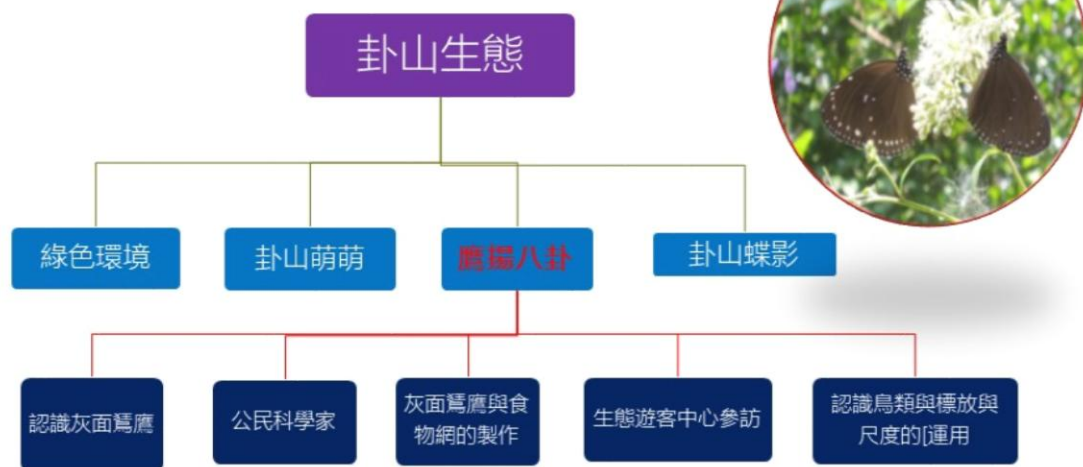 卦山生態
綠色環境
卦山萌萌
鷹揚八卦
卦山蝶影
認識灰面鵟鷹
公民科學家
灰面鵟鷹與食
物網的製作
生態遊客中心參訪
認識鳥類與標放與
尺度的[運用